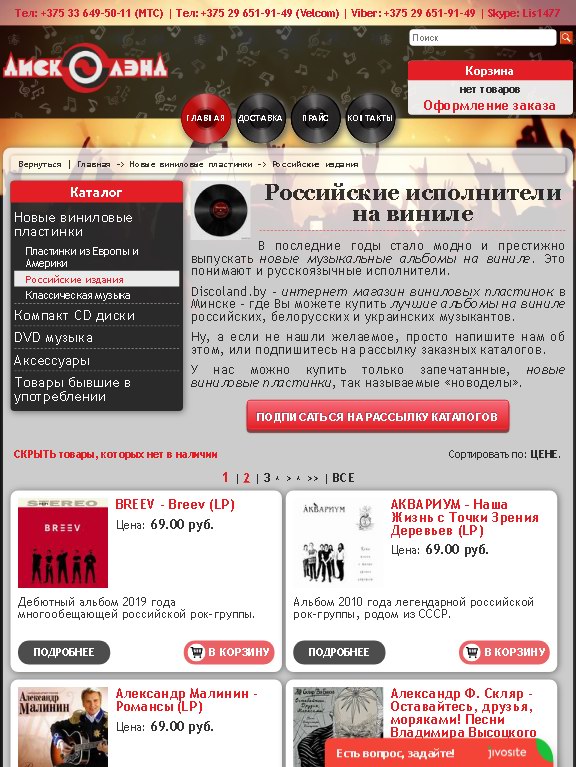 Тел: +375 33 649-50-11 (МТС) | Тел: +375 29 651-91-49 (Velcom) | Viber: +375 29 651-91-49 | Skype: Lis1477
ДИСК ЛЭНД
Поиск
Корзина
нет товаров
Оформление заказа
ГЛАВНАЯ
ДОСТАВКА
ПРАЙС
КОНТАКТЫ
Вернуться | Главная -> Новые виниловые пластинки -> Российские издания
Каталог
Новые виниловые
пластинки
Пластинки из Европы и
Америки
Российские издания
Классическая музыка
Компакт CD диски
DVD музыка
Аксессуары
Товары бывшие в
употреблении
Российские исполнители
на виниле
В последние годы стало модно и престижно
выпускать новые музыкальные альбомы на виниле. Это
понимают и русскоязычные исполнители.
Discoland.by - интернет магазин виниловых пластинок в
Минске - где Вы можете купить лучшие альбомы на виниле
российских, белорусских и украинских музыкантов.
Ну, а если не нашли желаемое, просто напишите нам об
этом, или подпишитесь на рассылку заказных каталогов.
У нас можно купить только запечатанные, новые
виниловые пластинки, так называемые «новоделы».
ПОДПИСАТЬСЯ НА РАССЫЛКУ КАТАЛОГОВ
СКРЫТЬ товары, которых нет в наличии
Сортировать по: ЦЕНЕ.
1 | 2 | 3 < > < >> | ВСЕ
STEREO
BREEV
BREEV - Breev (LP)
Цена: 69.00 руб.
Дебютный альбом 2019 года
многообещающей российской рок-группы.
ПОДРОБНЕЕ
В КОРЗИНУ
АКВАРИУМ
АКВАРИУМ - Наша
Жизнь с Точки Зрения
Деревьев (LP)
Цена: 69.00 руб.
Альбом 2010 года легендарной российской
рок-группы, родом из СССР.
ПОДРОБНЕЕ
В КОРЗИНУ
Александр
МАЛИНИН
Александр Малинин -
Романсы (LP)
Цена: 69.00 руб.
Александр Ф. Скляр -
Оставайтесь, друзья,
моряками! Песни
Владимира Высоцкого
Есть вопрос, задайте!
jivosite